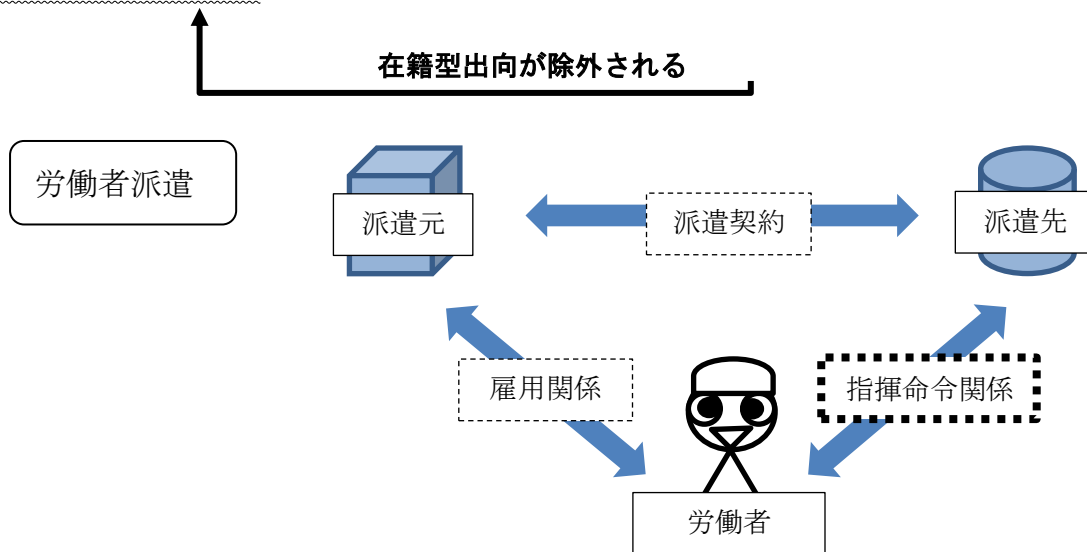 在籍型出向が除外される
労働者派遣
派遣元
派遣契約
派遣先
雇用関係
指揮命令関係
労働者